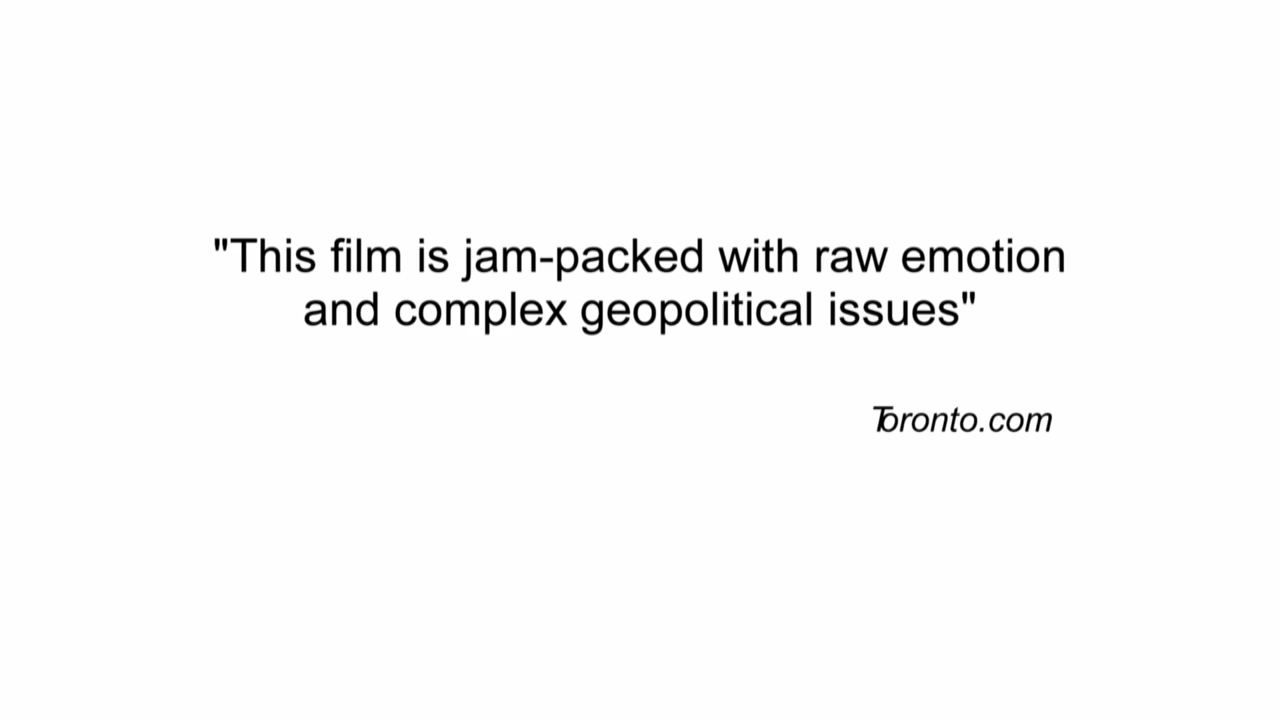 "This film is jam-packed with raw emotion
and complex geopolitical issues"
Toronto.com